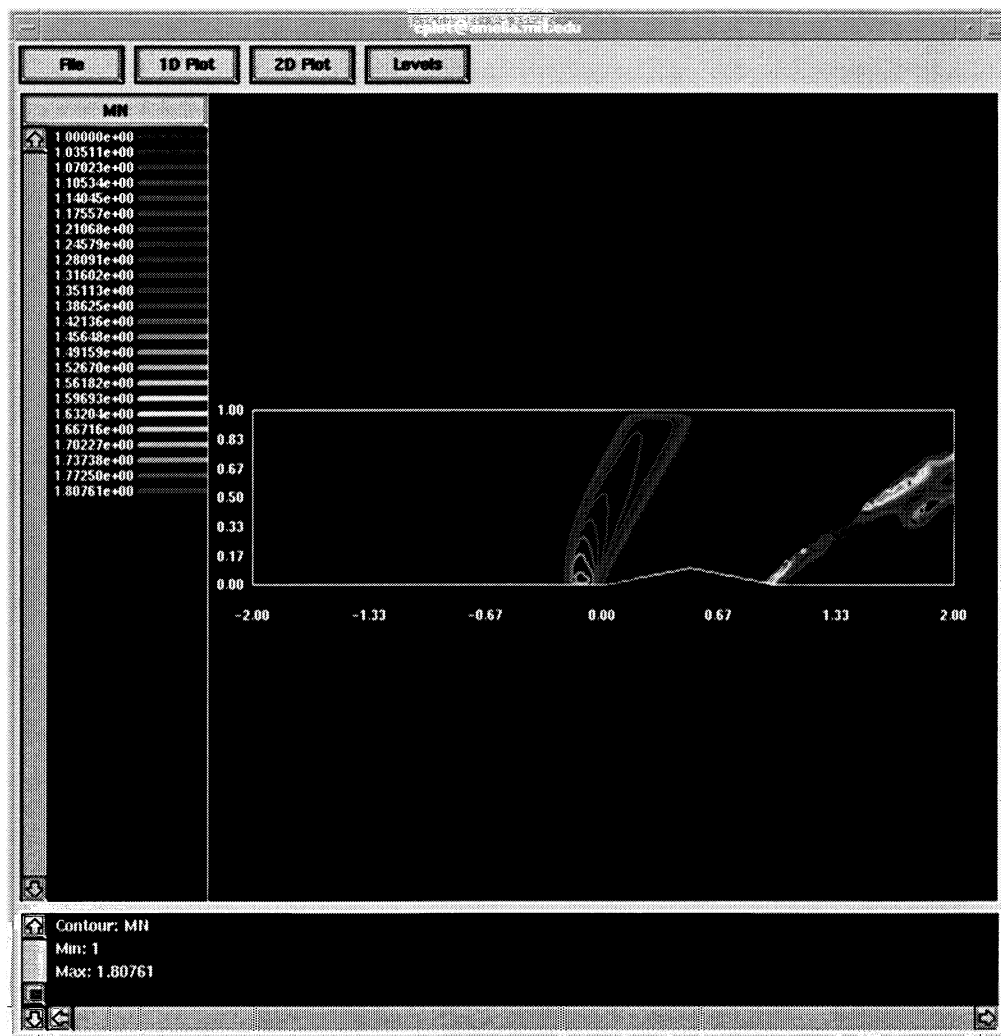 cplot@amelia.mit.edu
File 1D Plot 2D Plot Levels
MN
1.00000e+00
1.03511e+00
1.07023e+00
1.10534e+00
1.14045e+00
1.17557e+00
1.21068e+00
1.24579e+00
1.28091e+00
1.31602e+00
1.35113e+00
1.38625e+00
1.42136e+00
1.45648e+00
1.49159e+00
1.52670e+00
1.56182e+00
1.59693e+00
1.63204e+00
1.66716e+00
1.70227e+00
1.73738e+00
1.77250e+00
1.80761e+00
1.00
0.83
0.67
0.50
0.33
0.17
0.00
-2.00 -1.33 -0.67 0.00 0.67 1.33 2.00
Contour: MN
Min: 1
Max: 1.80761